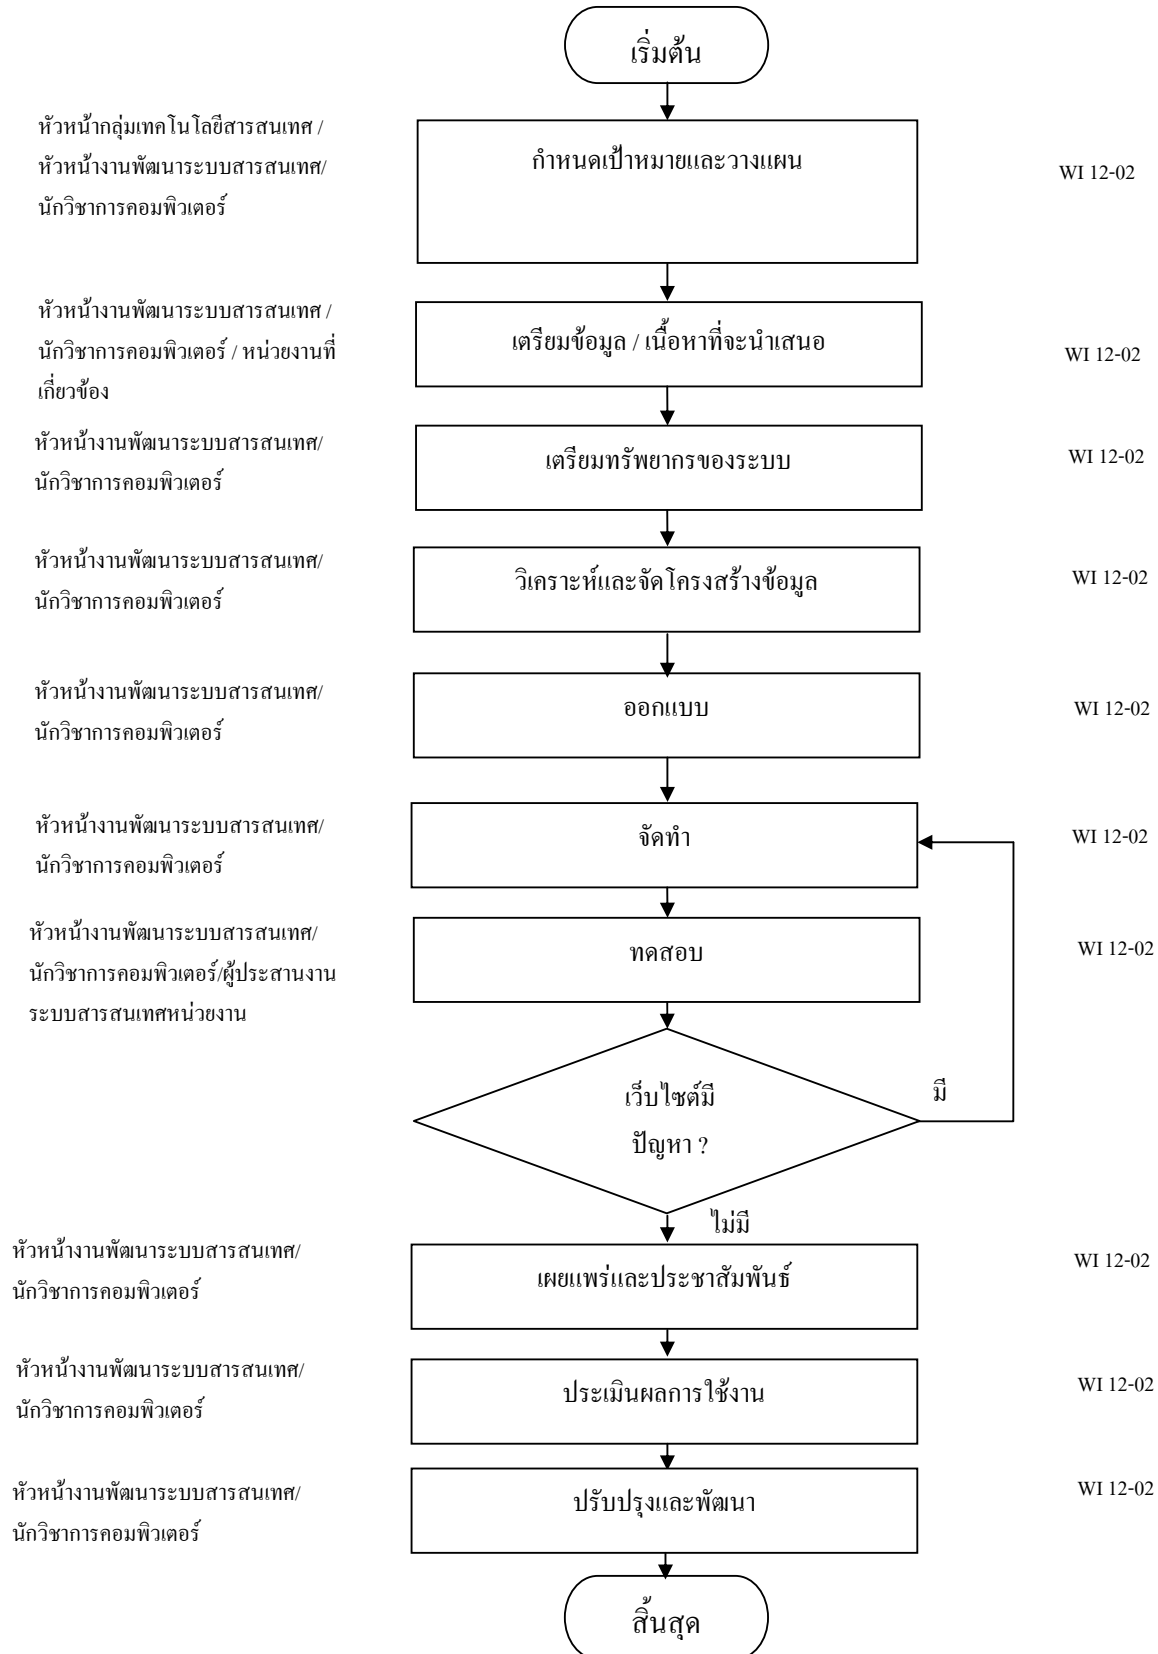 เริ่มต้น
หัวหน้ากลุ่มเทคโนโลยีสารสนเทศ /
หัวหน้างานพัฒนาระบบสารสนเทศ/
นักวิชาการคอมพิวเตอร์
กำหนดเป้าหมายและวางแผน
WI 12-02
หัวหน้างานพัฒนาระบบสารสนเทศ /
นักวิชาการคอมพิวเตอร์ / หน่วยงานที่
เกี่ยวข้อง
เตรียมข้อมูล / เนื้อหาที่จะนำเสนอ
WI 12-02
หัวหน้างานพัฒนาระบบสารสนเทศ/
นักวิชาการคอมพิวเตอร์
เตรียมทรัพยากรของระบบ
WI 12-02
หัวหน้างานพัฒนาระบบสารสนเทศ/
นักวิชาการคอมพิวเตอร์
วิเคราะห์และจัดโครงสร้างข้อมูล
WI 12-02
หัวหน้างานพัฒนาระบบสารสนเทศ/
นักวิชาการคอมพิวเตอร์
ออกแบบ
WI 12-02
หัวหน้างานพัฒนาระบบสารสนเทศ/
นักวิชาการคอมพิวเตอร์
จัดทำ
WI 12-02
หัวหน้างานพัฒนาระบบสารสนเทศ/
นักวิชาการคอมพิวเตอร์/ผู้ประสานงาน
ระบบสารสนเทศหน่วยงาน
ทดสอบ
WI 12-02
เว็บไซต์มี
ปัญหา ?
มี
ไม่มี
หัวหน้างานพัฒนาระบบสารสนเทศ/
นักวิชาการคอมพิวเตอร์
เผยแพร่และประชาสัมพันธ์
WI 12-02
หัวหน้างานพัฒนาระบบสารสนเทศ/
นักวิชาการคอมพิวเตอร์
ประเมินผลการใช้งาน
WI 12-02
หัวหน้างานพัฒนาระบบสารสนเทศ/
นักวิชาการคอมพิวเตอร์
ปรับปรุงและพัฒนา
WI 12-02
สิ้นสุด